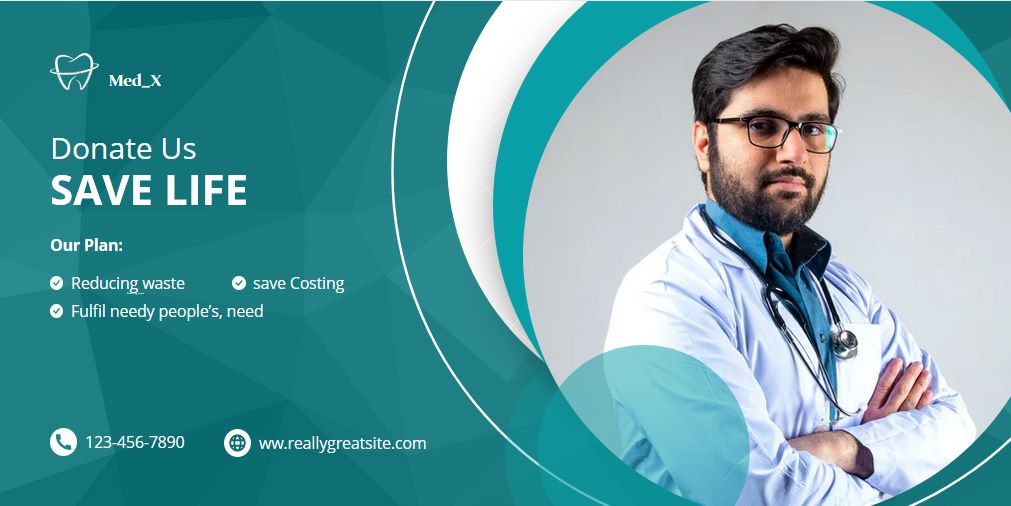 Med_X
Donate Us
SAVE LIFE
Our Plan:
Reducing waste
save Costing
Fulfil needy people's, need
123-456-7890
ww.reallygreatsite.com